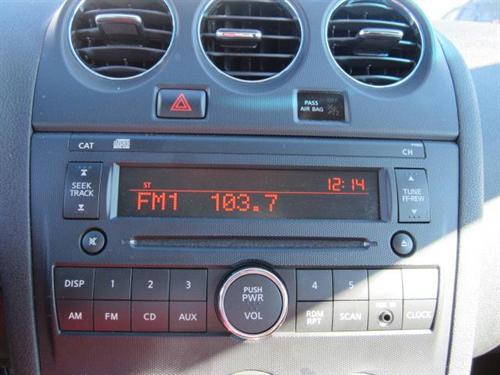 PASS
AIR BAG
CAT
CH
SEEK
TRACK
ST
12:14
FM1 103.7
TUNE
FF·REW
DISP 1 2 3
PUSH
PWR
VOL
4 5
AM FM CD AUX
RDM
RPT
SCAN
CLOCK